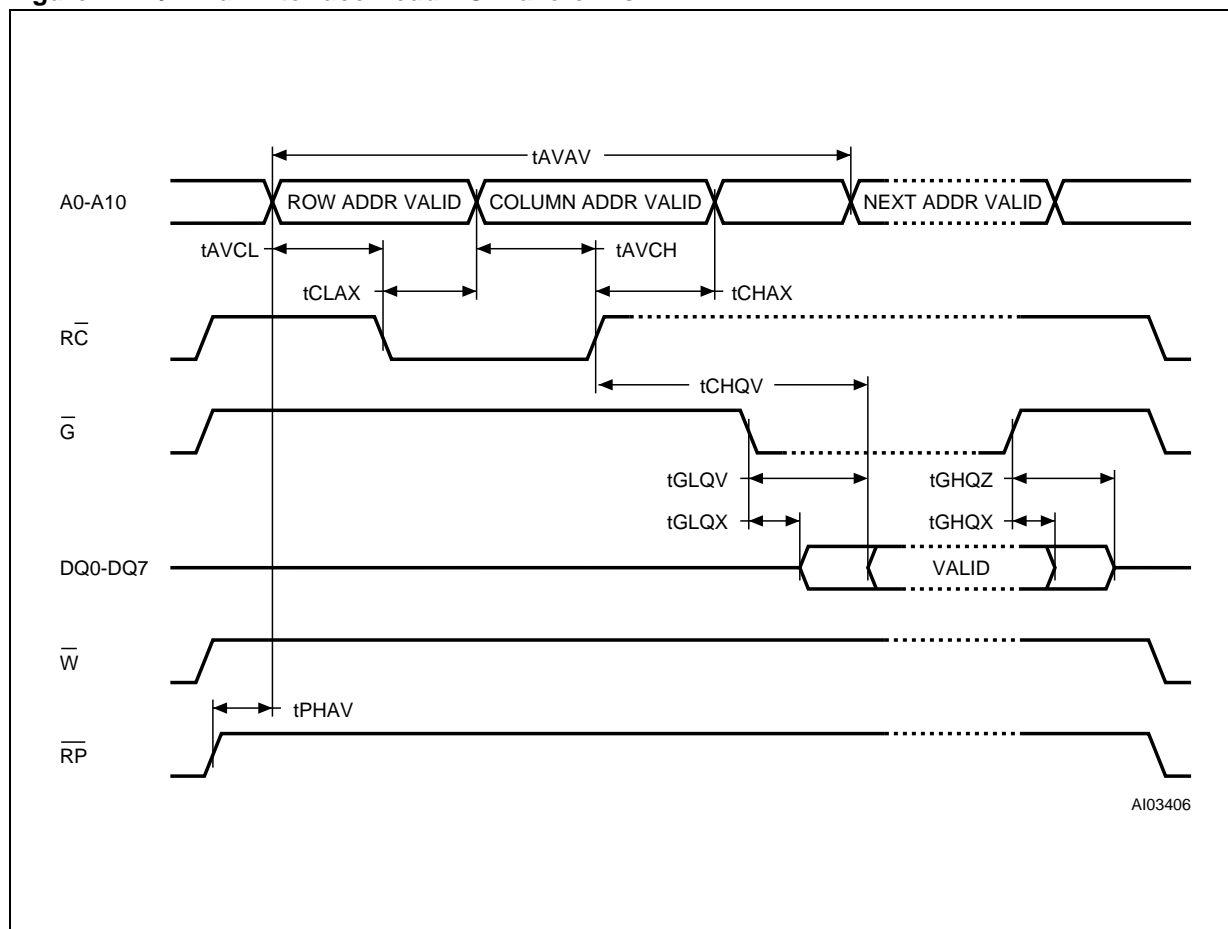 tAVAV
A0-A10 ROW ADDR VALID COLUMN ADDR VALID NEXT ADDR VALID
tAVCL tAVCH
tCLAX tCHAX
RC̅
tCHQV
G̅
tGLQV tGHQZ
tGLQX tGHQX
DQ0-DQ7 VALID
W̅
tPHAV
R̅P̅
AI03406